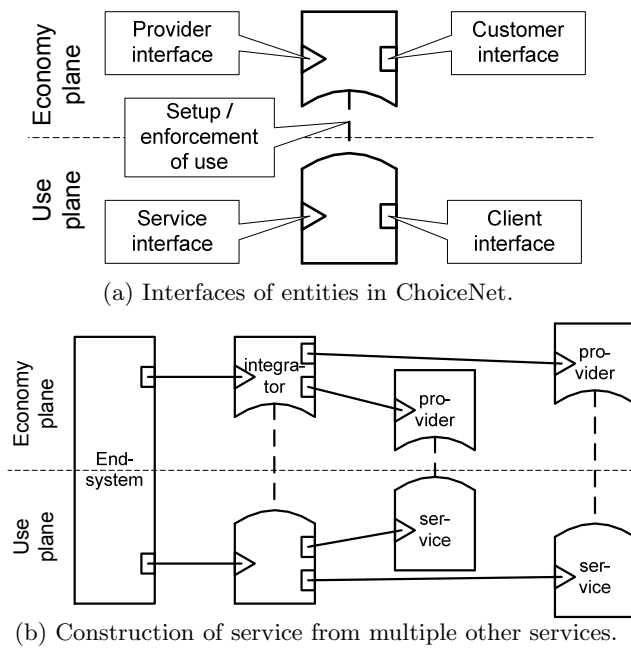 Economy
plane
Use
plane
Provider
interface
Customer
interface
Setup /
enforcement
of use
Service
interface
Client
interface
(a) Interfaces of entities in ChoiceNet.
Economy
plane
Use
plane
End-
system
integra-
tor
pro-
vider
pro-
vider
ser-
vice
ser-
vice
(b) Construction of service from multiple other services.